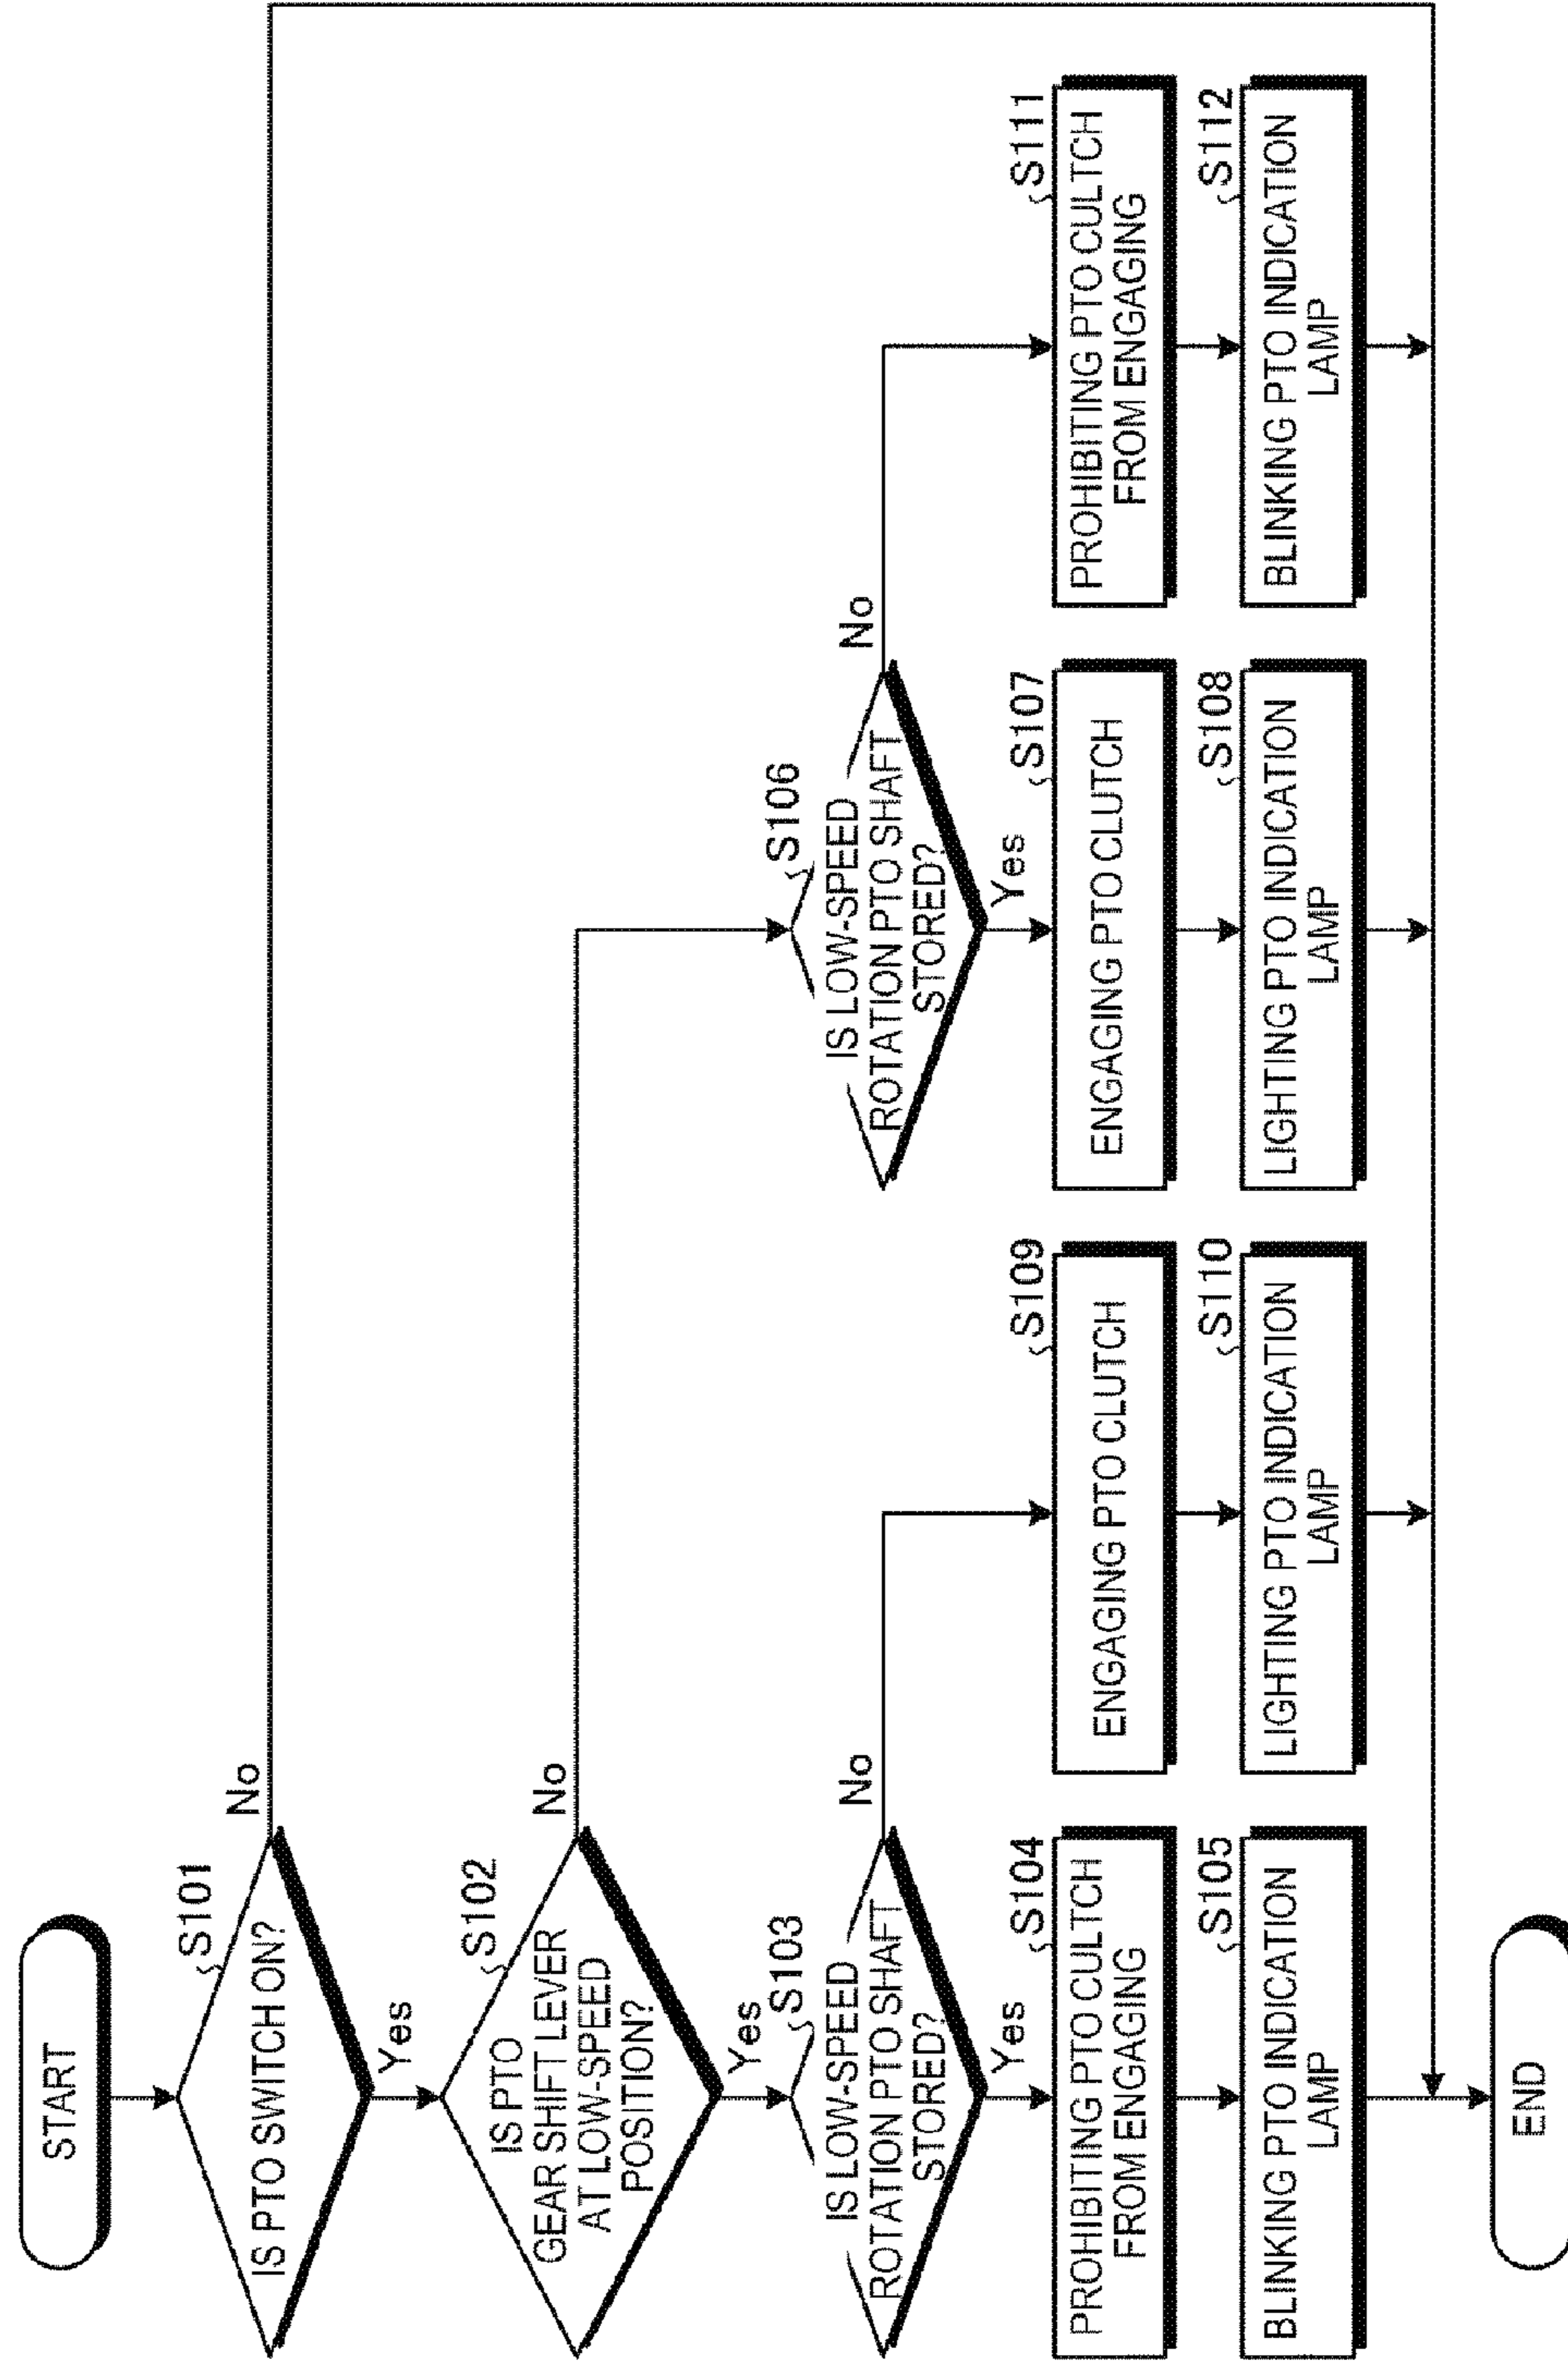 START
S101
IS PTO SWITCH ON?
No
Yes
S102
IS PTO
GEAR SHIFT LEVER
AT LOW-SPEED
POSITION?
No
Yes
S103
IS LOW-SPEED
ROTATION PTO SHAFT
STORED?
No
Yes
S106
IS LOW-SPEED
ROTATION PTO SHAFT
STORED?
No
Yes
S104
PROHIBITING PTO CULTCH
FROM ENGAGING
S109
ENGAGING PTO CLUTCH
S107
ENGAGING PTO CLUTCH
S111
PROHIBITING PTO CULTCH
FROM ENGAGING
S105
BLINKING PTO INDICATION
LAMP
S110
LIGHTING PTO INDICATION
LAMP
S108
LIGHTING PTO INDICATION
LAMP
S112
BLINKING PTO INDICATION
LAMP
END